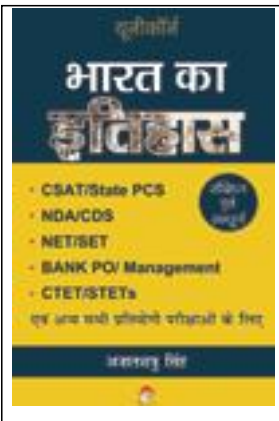 यूनीकॉर्न
भारत का
इतिहास
• CSAT/State PCS
• NDA/CDS
• NET/SET
• BANK PO/ Management
• CTET/STETs
एवं अन्य सभी प्रतियोगी परीक्षाओं के लिए
सिंह